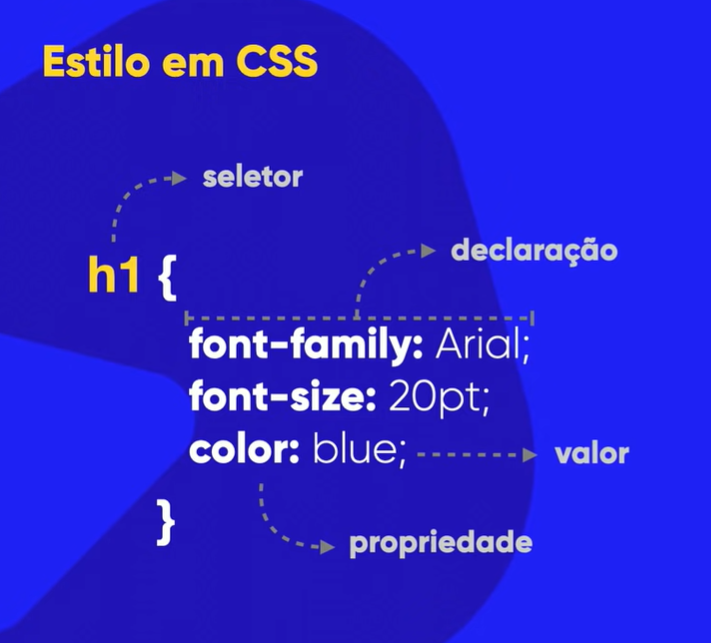 Estilo em CSS
seletor
h1 {
declaração
font-family: Arial;
font-size: 20pt;
color: blue;
valor
}
propriedade